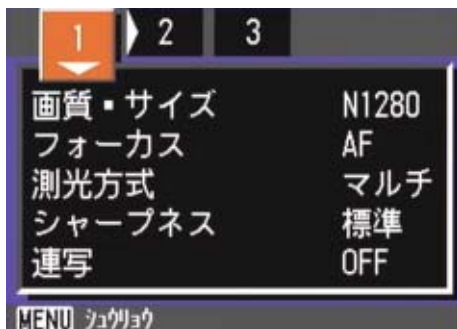 1 2 3
画質・サイズ N1280
フォーカス AF
測光方式 マルチ
シャープネス 標準
連写 OFF
MENU シュウリョウ